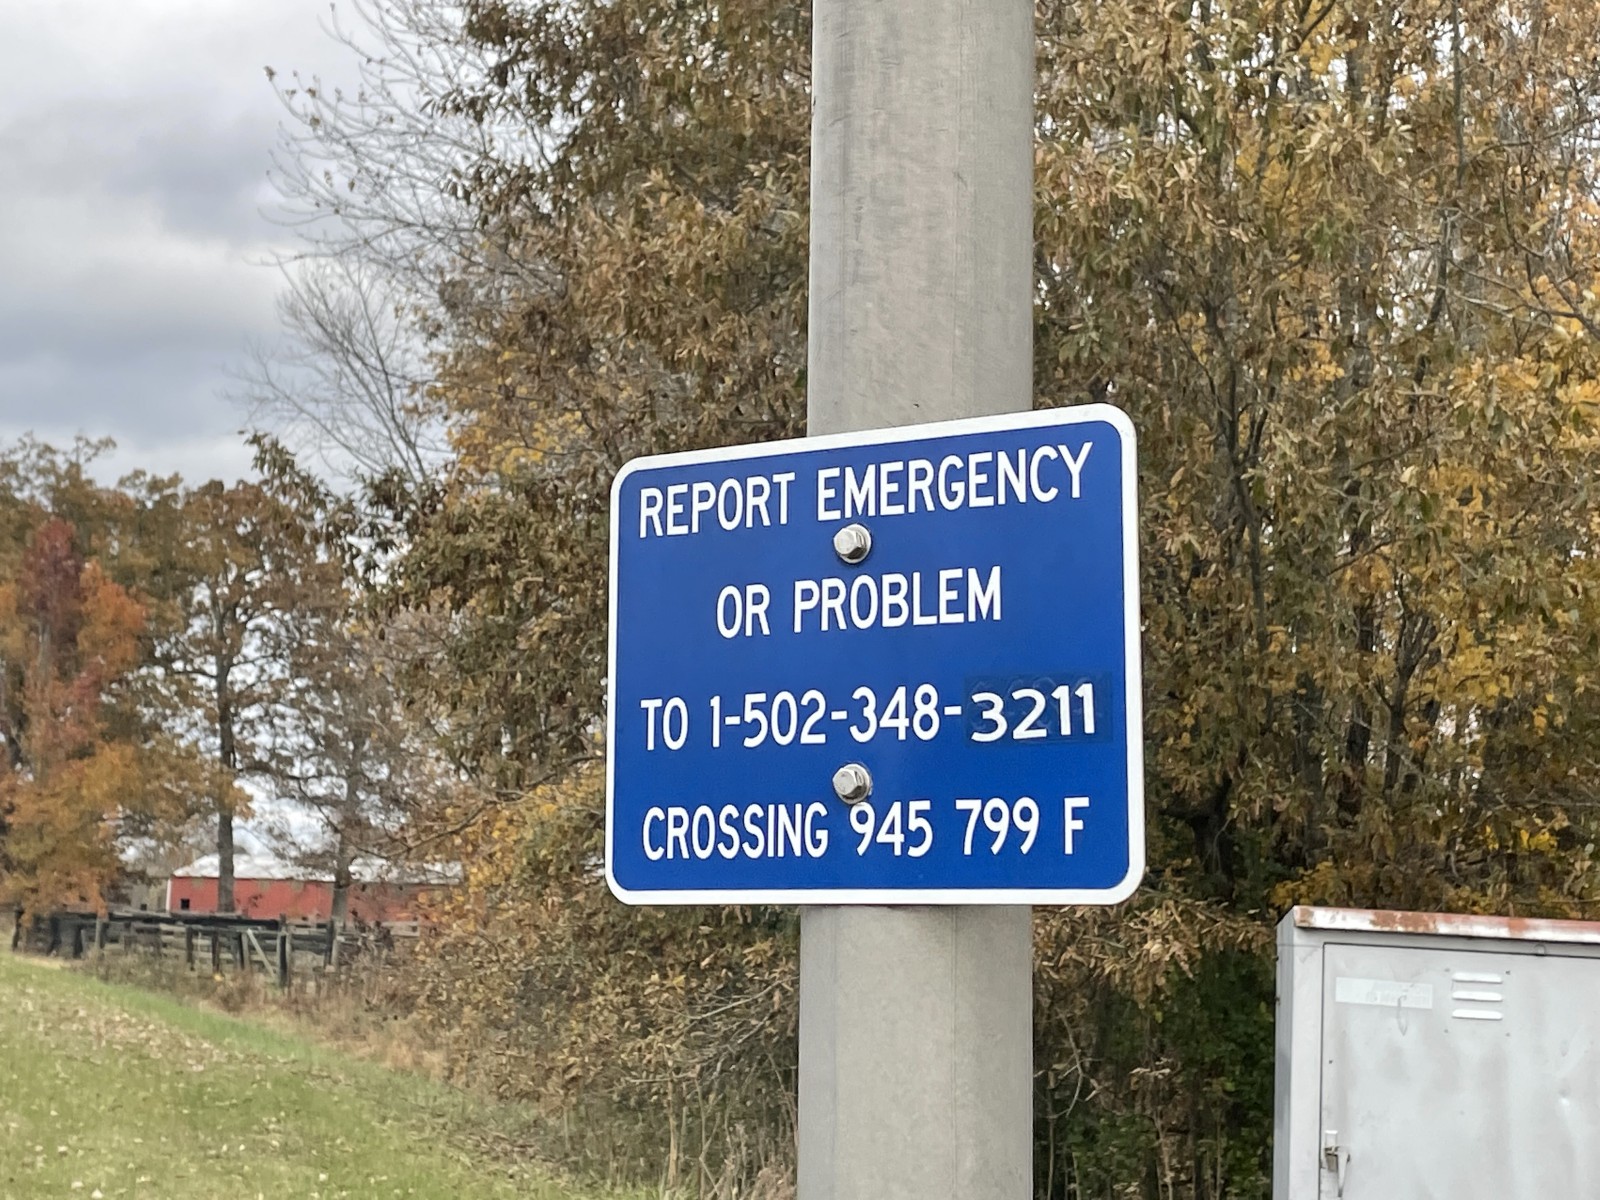 REPORT EMERGENCY
OR PROBLEM
TO 1-502-348-3211
CROSSING 945 799 F